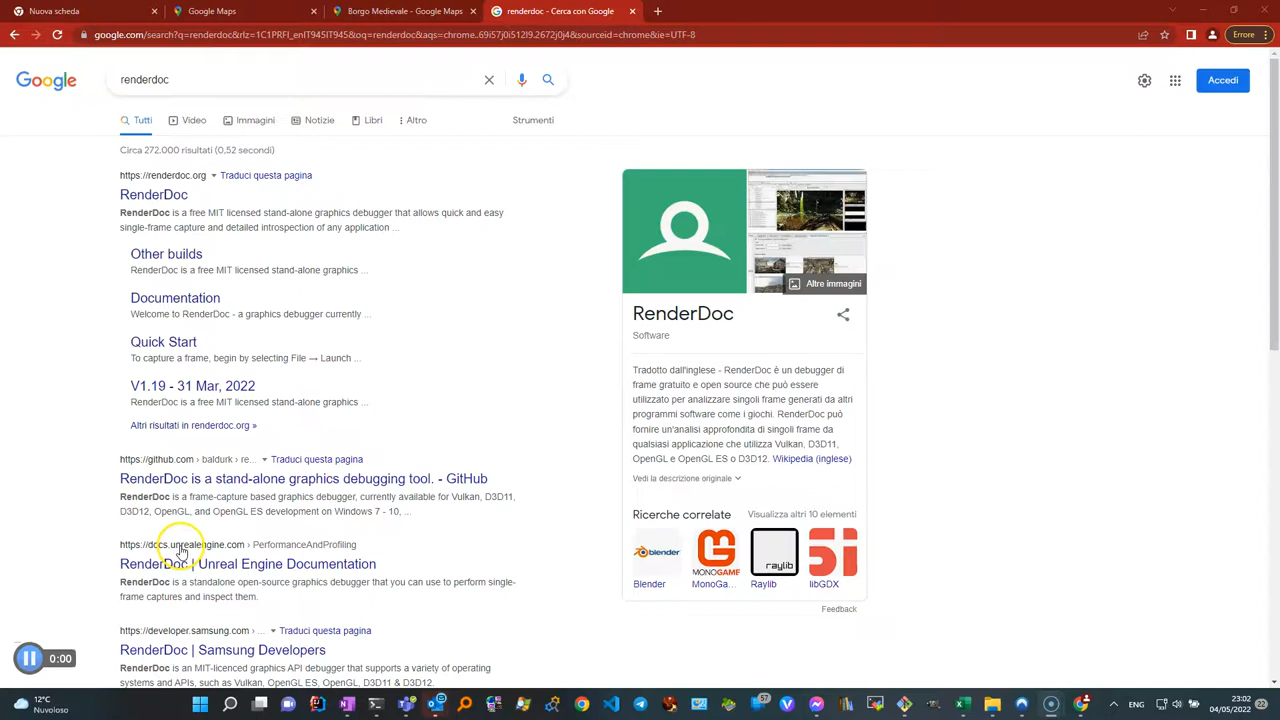 Nuova scheda
Google Maps
Borgo Medievale - Google Maps
renderdoc - Cerca con Google
google.com/search?q=renderdoc&rlz=1C1PRFI_enIT945IT945&oq=renderdoc&aqs=chrome..69i57j0i512l9.2672j0j4&sourceid=chrome&ie=UTF-8
Errore
Google
renderdoc
Accedi
Tutti
Video
Immagini
Notizie
Libri
Altro
Strumenti
Circa 272.000 risultati (0,52 secondi)
https://renderdoc.org
Traduci questa pagina
RenderDoc
RenderDoc is a free MIT licensed stand-alone graphics debugger that allows quick and easy
single-frame capture and detailed introspection of any application ...
Other builds
RenderDoc is a free MIT licensed stand-alone graphics ...
Documentation
Welcome to RenderDoc - a graphics debugger currently ...
Quick Start
To capture a frame, begin by selecting File → Launch ...
V1.19 - 31 Mar, 2022
RenderDoc is a free MIT licensed stand-alone graphics ...
Altri risultati in renderdoc.org »
https://github.com › baldurk › re...
Traduci questa pagina
RenderDoc is a stand-alone graphics debugging tool. - GitHub
RenderDoc is a frame-capture based graphics debugger, currently available for Vulkan, D3D11,
D3D12, OpenGL, and OpenGL ES development on Windows 7 - 10, ...
https://docs.unrealengine.com › PerformanceAndProfiling
RenderDoc | Unreal Engine Documentation
RenderDoc is a standalone open-source graphics debugger that you can use to perform single-
frame captures and inspect them.
https://developer.samsung.com › ...
Traduci questa pagina
RenderDoc | Samsung Developers
RenderDoc is an MIT-licenced graphics API debugger that supports a variety of operating
systems and APIs, such as Vulkan, OpenGL ES, OpenGL, D3D11 & D3D12.
Altre immagini
RenderDoc
Software
Tradotto dall'inglese - RenderDoc è un debugger di
frame gratuito e open source che può essere
utilizzato per analizzare singoli frame generati da altri
programmi software come i giochi. RenderDoc può
fornire un'analisi approfondita di singoli frame da
qualsiasi applicazione che utilizza Vulkan, D3D11,
OpenGL e OpenGL ES o D3D12. Wikipedia (inglese)
Vedi la descrizione originale
Ricerche correlate
Visualizza altri 10 elementi
blender
MONOGAME
raylib
Blender
MonoGa...
Raylib
libGDX
Feedback
0:00
12°C
Nuvoloso
57
ENG
23:02
04/05/2022